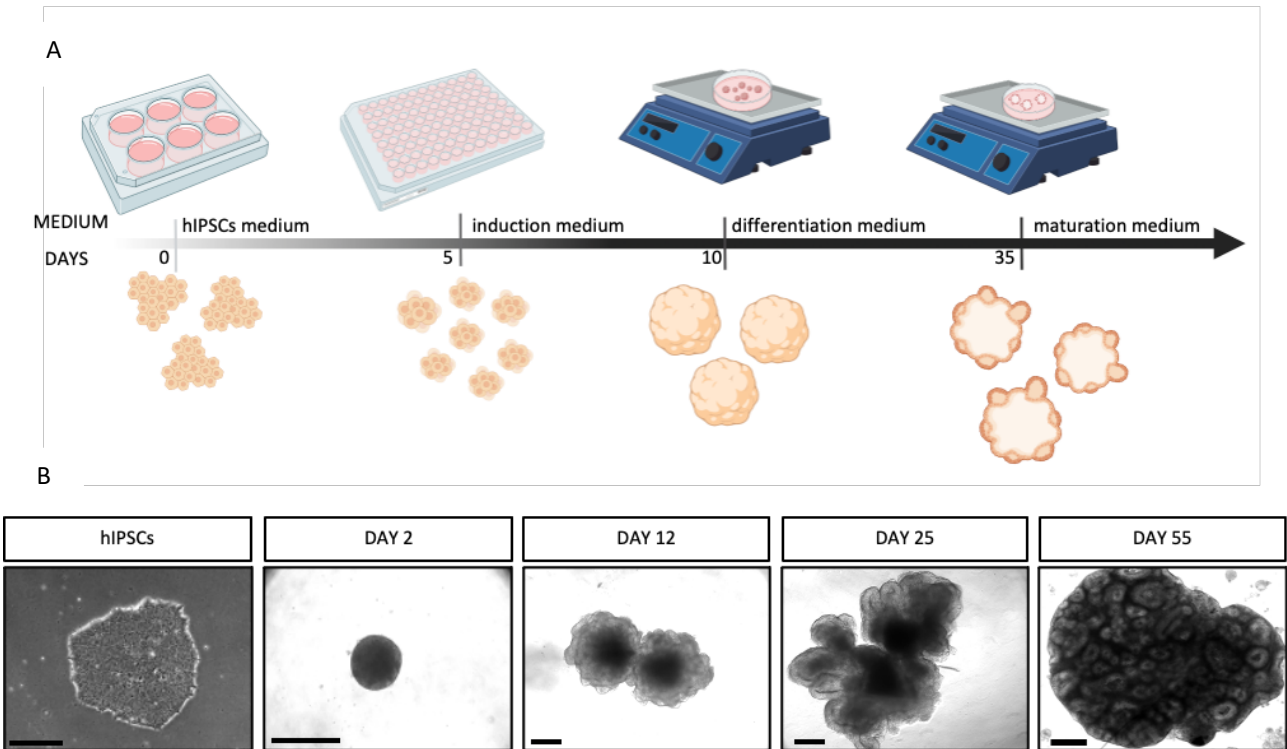 A
MEDIUM
hIPSCs medium
induction medium
differentiation medium
maturation medium
DAYS
0
5
10
35
B
hIPSCs
DAY 2
DAY 12
DAY 25
DAY 55